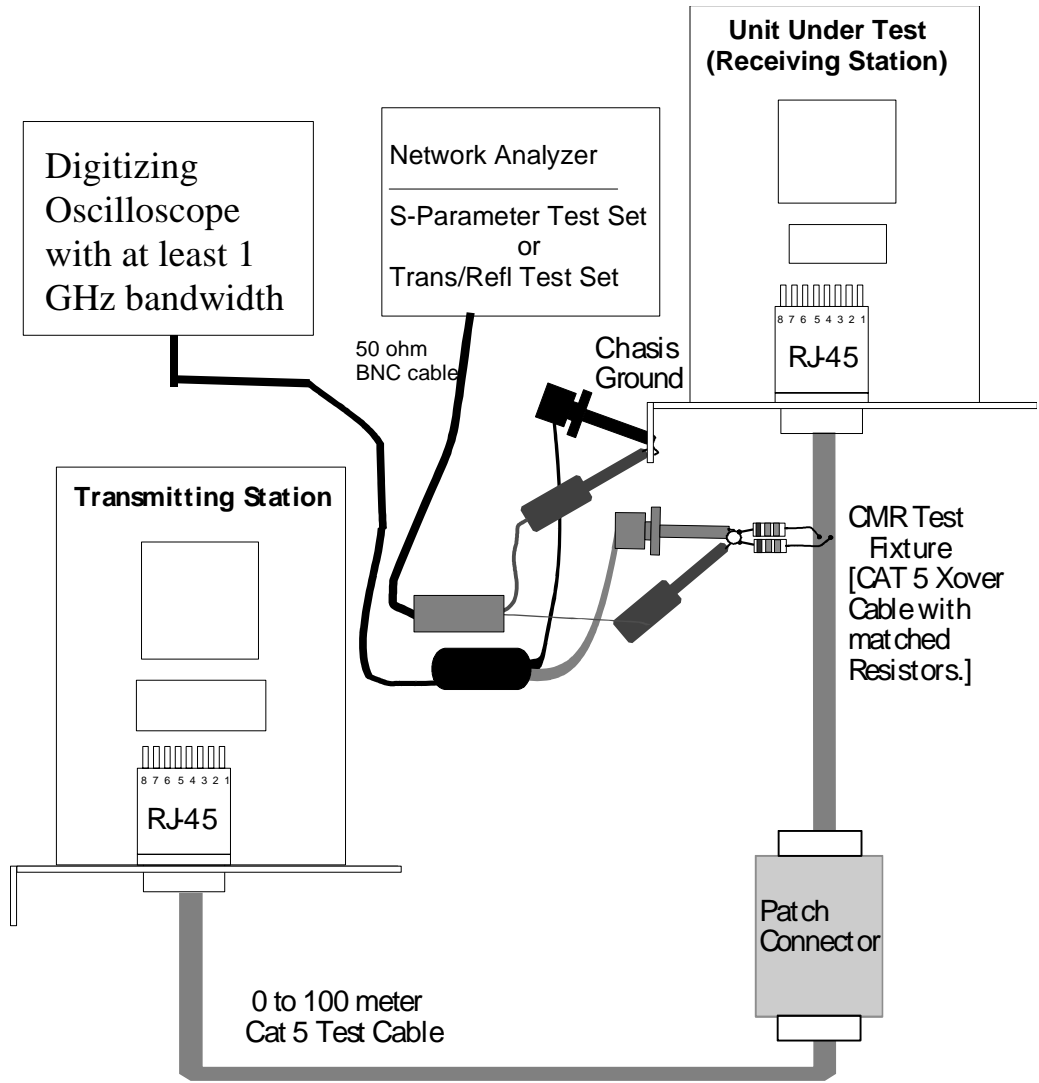 Unit Under Test
(Receiving Station)
Digitizing
Oscilloscope
with at least 1
GHz bandwidth
Network Analyzer
S-Parameter Test Set
or
Trans/Refl Test Set
8 7 6 5 4 3 2 1
RJ-45
50 ohm
BNC cable
Chasis
Ground
Transmitting Station
CMR Test
Fixture
[CAT 5 Xover
Cable with
matched
Resistors.]
8 7 6 5 4 3 2 1
RJ-45
Patch
Connector
0 to 100 meter
Cat 5 Test Cable